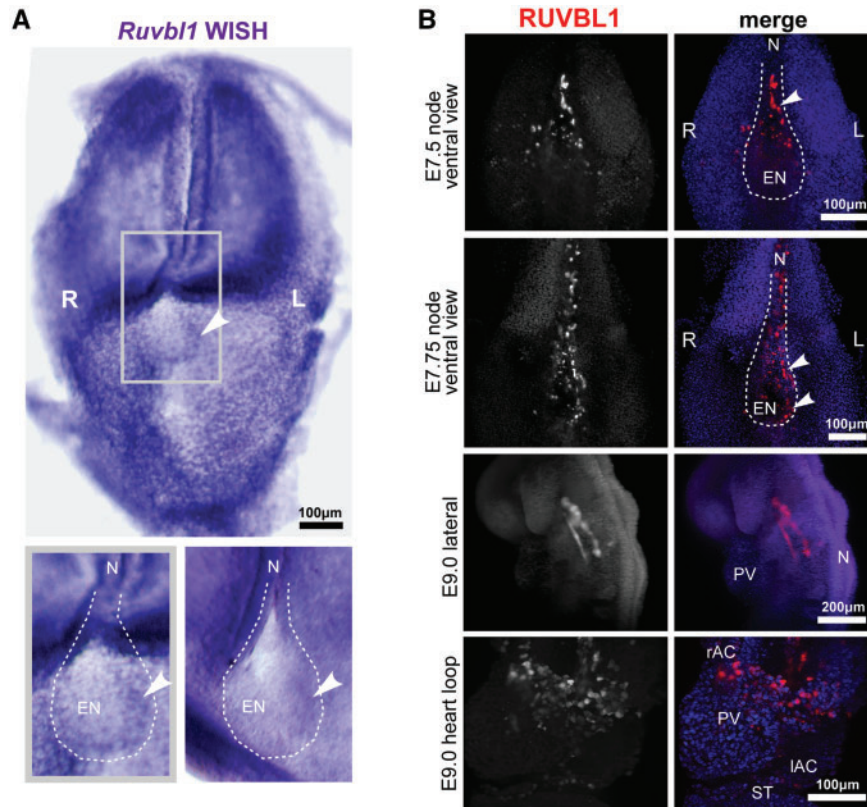 A
Ruvbl1 WISH
R
L
100µm
N
EN
N
EN
B
RUVBL1
merge
E7.5 node
ventral view
N
R
L
EN
100µm
E7.75 node
ventral view
N
R
L
EN
100µm
E9.0 lateral
PV
N
200µm
E9.0 heart loop
rAC
PV
lAC
ST
100µm